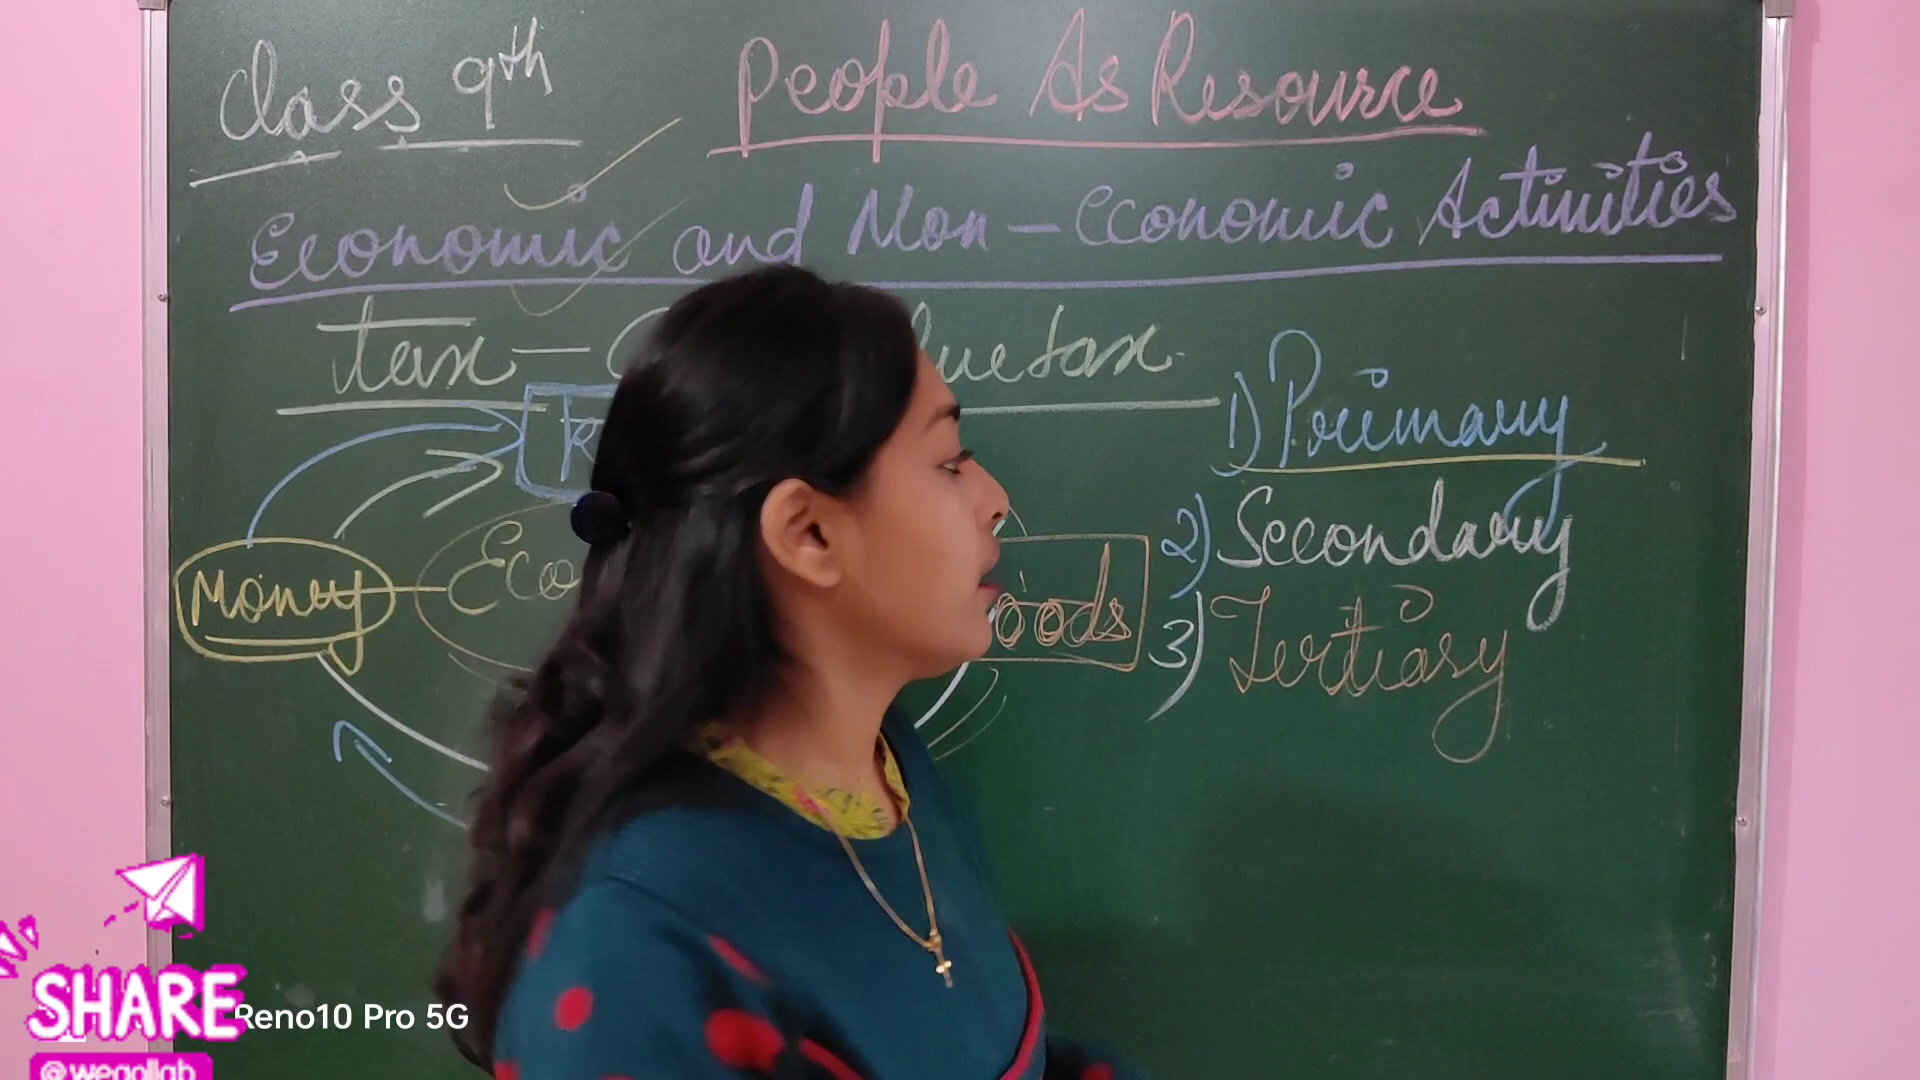 Class 9th
People As Resource
Economic and Non-Economic Activities
Tax - tax
1) Primary
2) Secondary
3) Tertiary
Money
SHARE
Reno10 Pro 5G